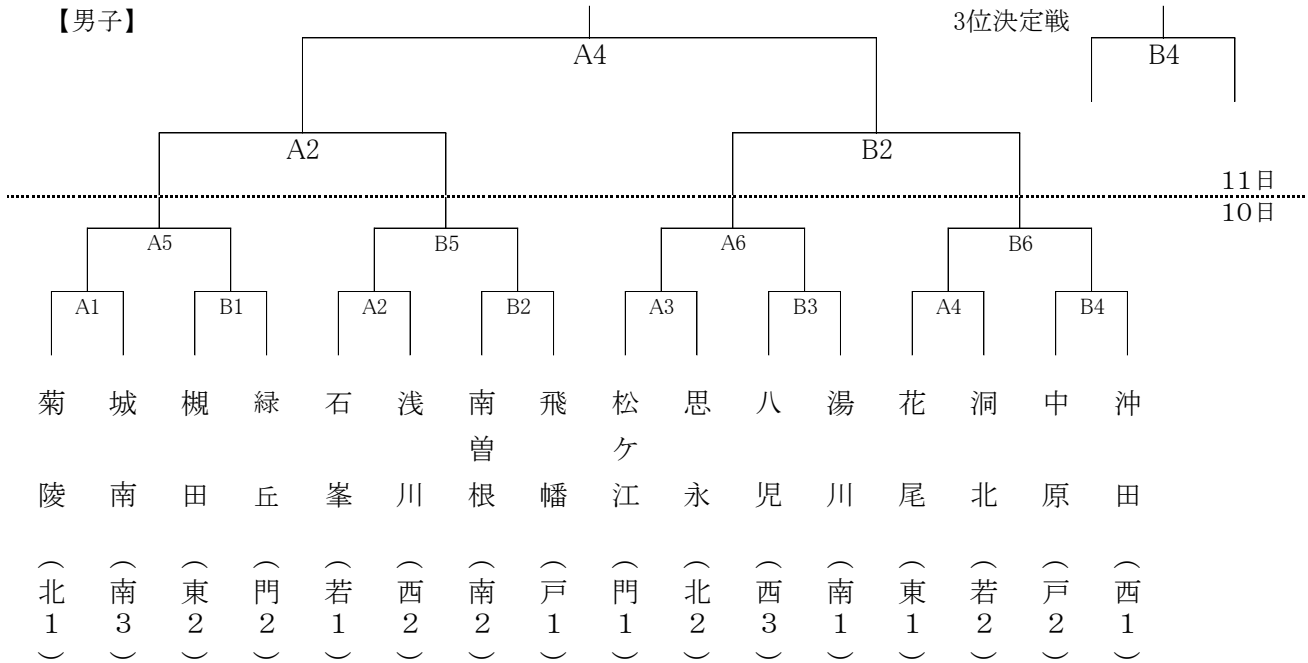 【男子】
3位決定戦
A4
B4
A2
B2
11日
10日
A5
B5
A6
B6
A1
B1
A2
B2
A3
B3
A4
B4
菊陵（北1）
城南（南3）
槻田（東2）
緑丘（門2）
石峯（若1）
浅川（西2）
南曽根（南2）
飛幡（戸1）
松ケ江（門1）
思永（北2）
八児（西3）
湯川（南1）
花尾（東1）
洞北（若2）
中原（戸2）
沖田（西1）